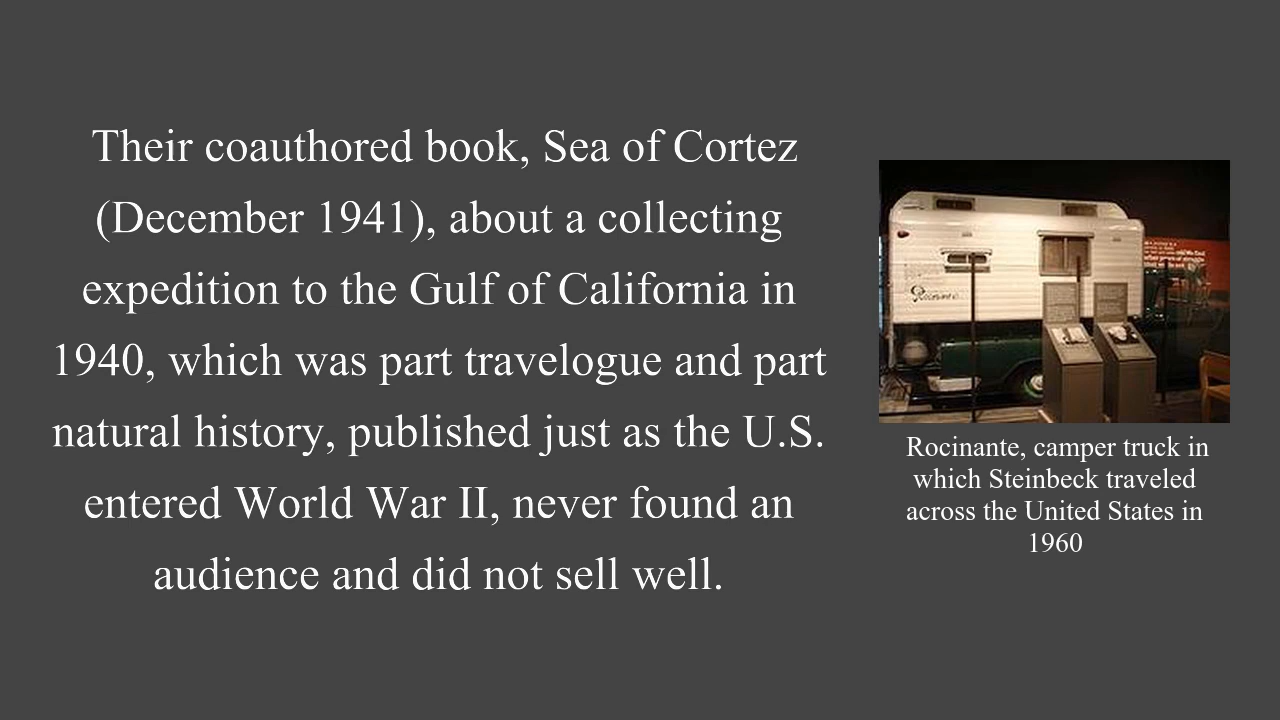 Their coauthored book, Sea of Cortez
(December 1941), about a collecting
expedition to the Gulf of California in
1940, which was part travelogue and part
natural history, published just as the U.S.
entered World War II, never found an
audience and did not sell well.
Rocinante
Rocinante, camper truck in
which Steinbeck traveled
across the United States in
1960